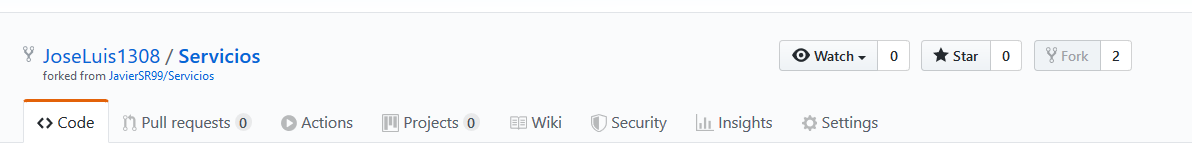 JoseLuis1308 / Servicios
forked from JavierSR99/Servicios
Watch 0 Star 0 Fork 2
Code Pull requests 0 Actions Projects 0 Wiki Security Insights Settings